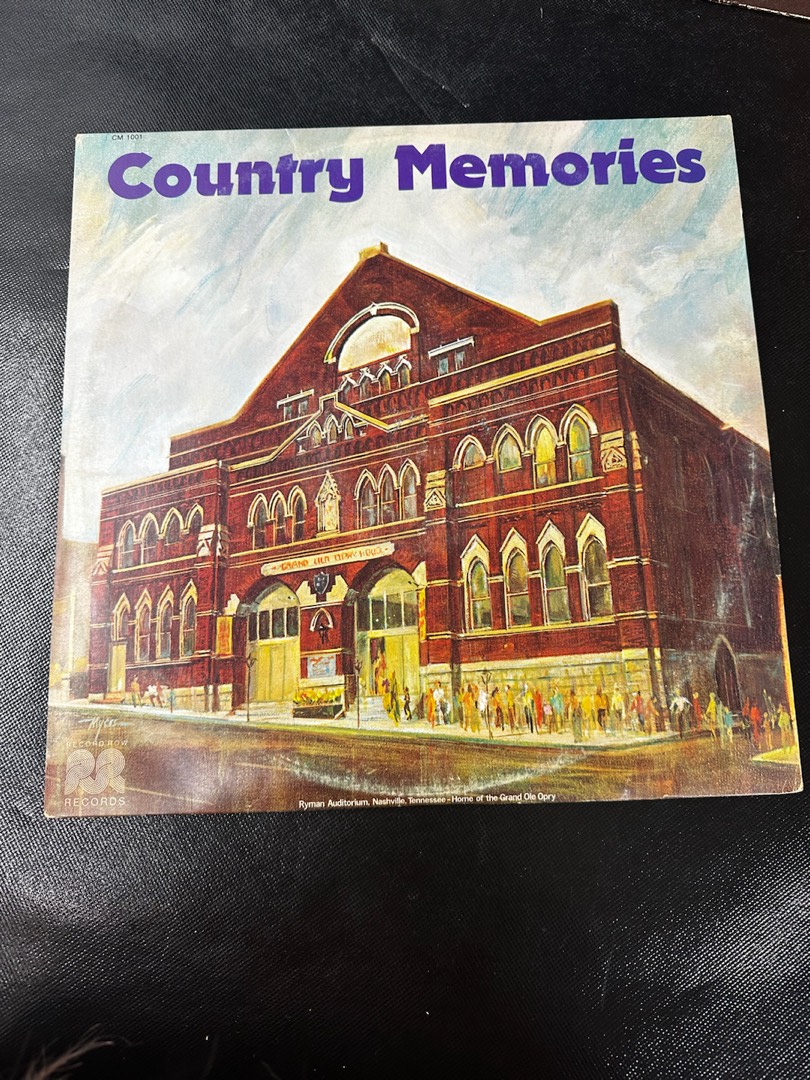 CM 1001
Country Memories
GRAND OLE OPRY HOUSE
Myers
RECORD ROW
RECORDS
Ryman Auditorium, Nashville, Tennessee - Home of the Grand Ole Opry